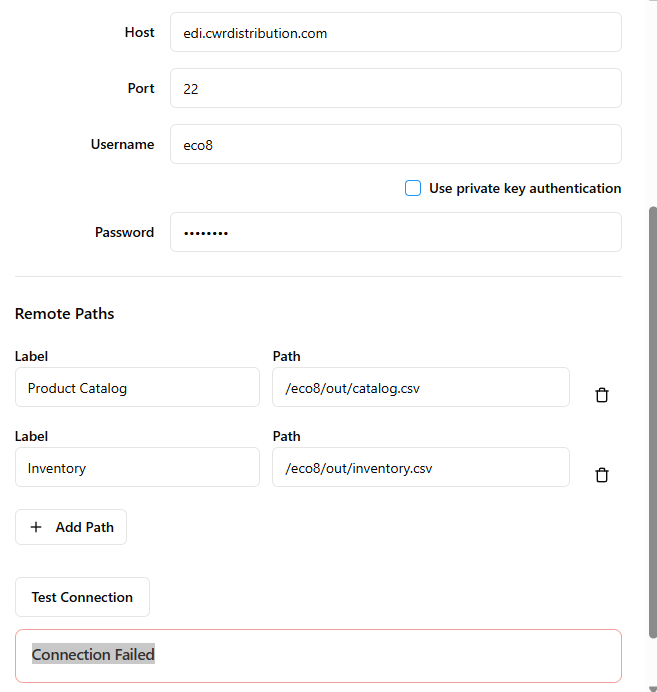 Host
edi.cwrdistribution.com
Port
22
Username
eco8
Use private key authentication
Password
••••••••
Remote Paths
Label Path
Product Catalog /eco8/out/catalog.csv
Label Path
Inventory /eco8/out/inventory.csv
+ Add Path
Test Connection
Connection Failed